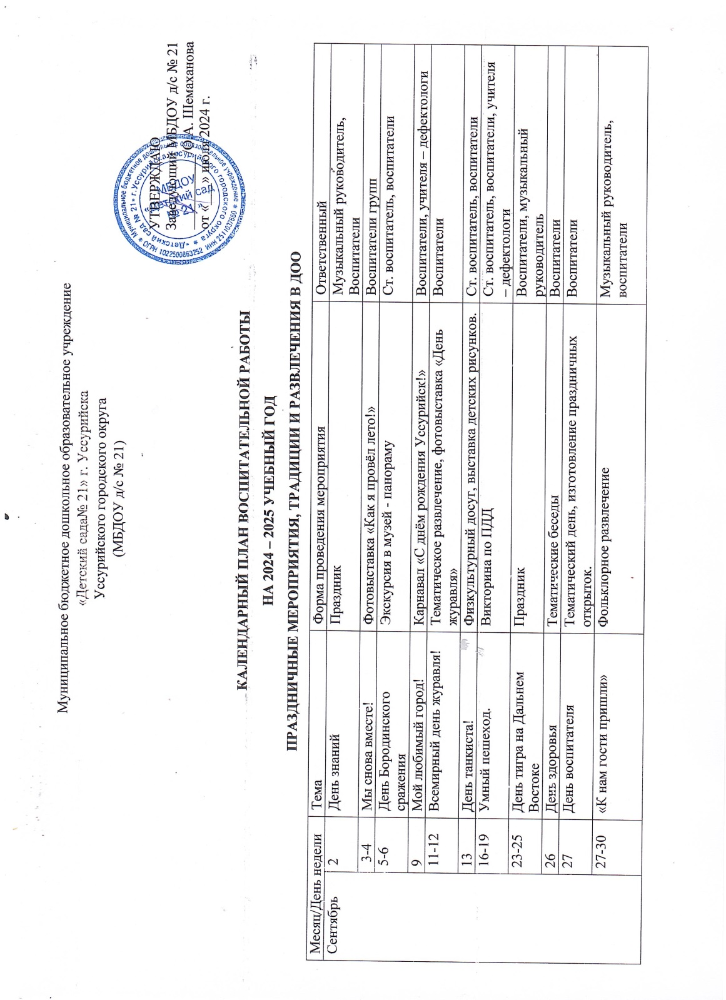 Муниципальное бюджетное дошкольное образовательное учреждение
«Детский сад№ 21» г. Уссурийска
Уссурийского городского округа
(МБДОУ д/с № 21)
УТВЕРЖДАЮ
Заведующий МБДОУ д/с № 21
О.А. Шемаханова
от «__» июля 2024 г.
Муниципальное бюджетное дошкольное образовательное учреждение
«Детский сад № 21» г. Уссурийска Уссурийского городского округа
ОГРН 1022500863252 ИНН 2511037660
МБДОУ
«Детский сад
№ 21»
КАЛЕНДАРНЫЙ ПЛАН ВОСПИТАТЕЛЬНОЙ РАБОТЫ
НА 2024 – 2025 УЧЕБНЫЙ ГОД
ПРАЗДНИЧНЫЕ МЕРОПРИЯТИЯ, ТРАДИЦИИ И РАЗВЛЕЧЕНИЯ В ДОО
Месяц/День недели Тема Форма проведения мероприятия Ответственный
Сентябрь 2 День знаний Праздник Музыкальный руководитель,
Воспитатели
3-4 Мы снова вместе! Фотовыставка «Как я провёл лето!» Воспитатели групп
5-6 День Бородинского Экскурсия в музей - панораму Ст. воспитатель, воспитатели
сражения
9 Мой любимый город! Карнавал «С днём рождения Уссурийск!» Воспитатели, учителя – дефектологи
11-12 Всемирный день журавля! Тематическое развлечение, фотовыставка «День Воспитатели
журавля»
13 День танкиста! Физкультурный досуг, выставка детских рисунков. Ст. воспитатель, воспитатели
16-19 Умный пешеход. Викторина по ПДД Ст. воспитатель, воспитатели, учителя
– дефектологи
23-25 День тигра на Дальнем Праздник Воспитатели, музыкальный
Востоке руководитель
26 День здоровья Тематические беседы Воспитатели
27 День воспитателя Тематический день, изготовление праздничных Воспитатели
открыток.
27-30 «К нам гости пришли» Фольклорное развлечение Музыкальный руководитель,
воспитатели